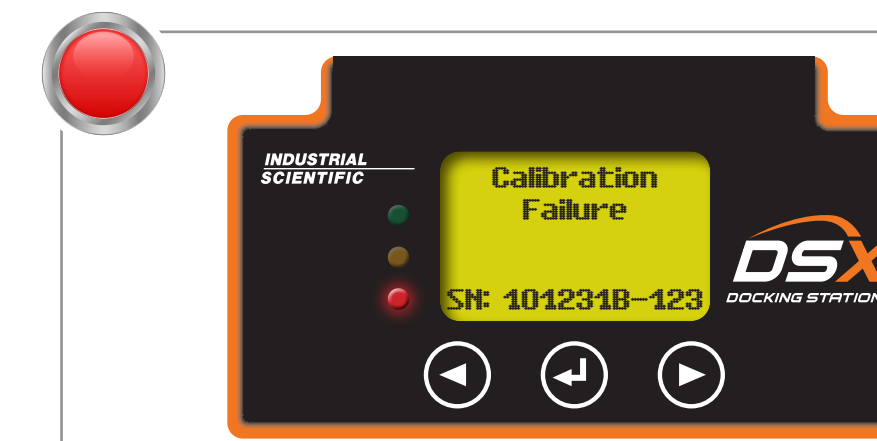 INDUSTRIAL
SCIENTIFIC
Calibration
Failure
SN: 101231B-123
DSX
DOCKING STATION